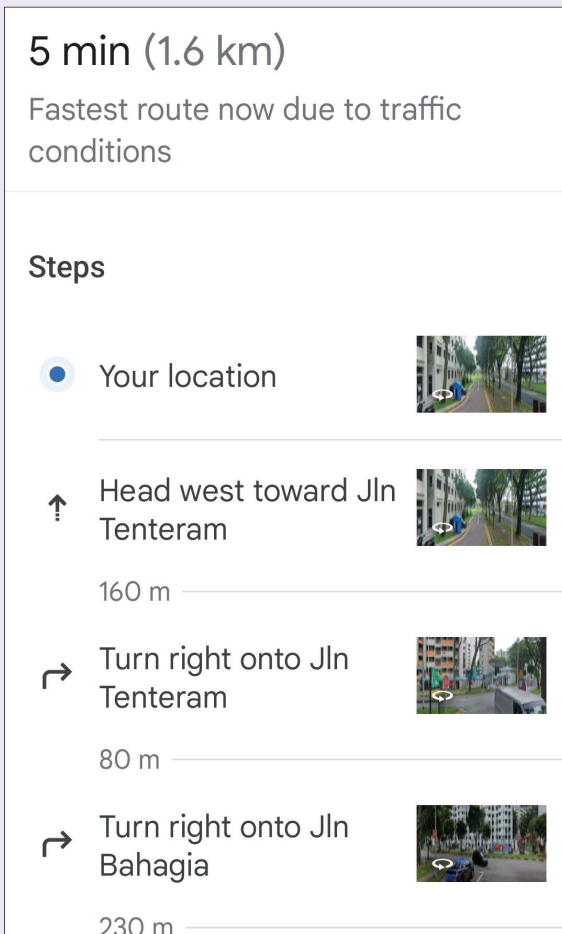 5 min (1.6 km)
Fastest route now due to traffic
conditions
Steps
Your location
Head west toward Jln
Tenteram
160 m
Turn right onto Jln
Tenteram
80 m
Turn right onto Jln
Bahagia
230 m